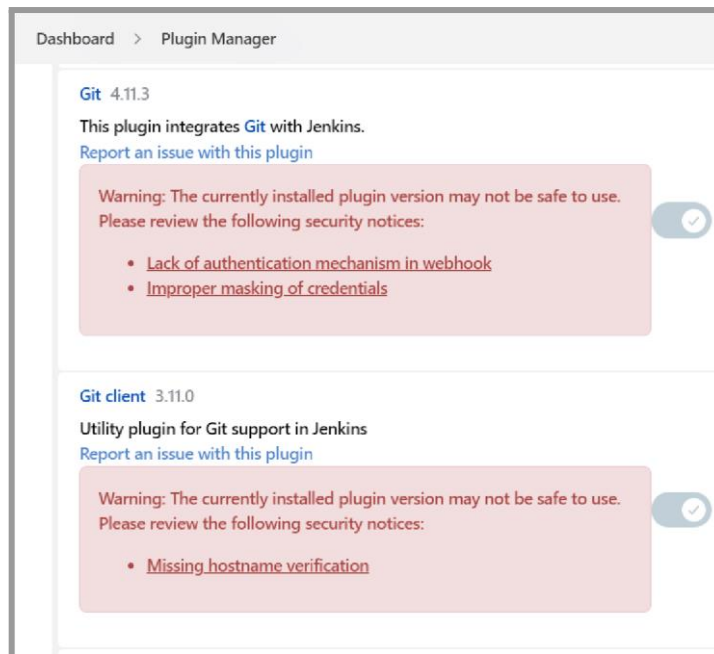 Dashboard > Plugin Manager
Git 4.11.3
This plugin integrates Git with Jenkins.
Report an issue with this plugin
Warning: The currently installed plugin version may not be safe to use.
Please review the following security notices:
• Lack of authentication mechanism in webhook
• Improper masking of credentials
Git client 3.11.0
Utility plugin for Git support in Jenkins
Report an issue with this plugin
Warning: The currently installed plugin version may not be safe to use.
Please review the following security notices:
• Missing hostname verification